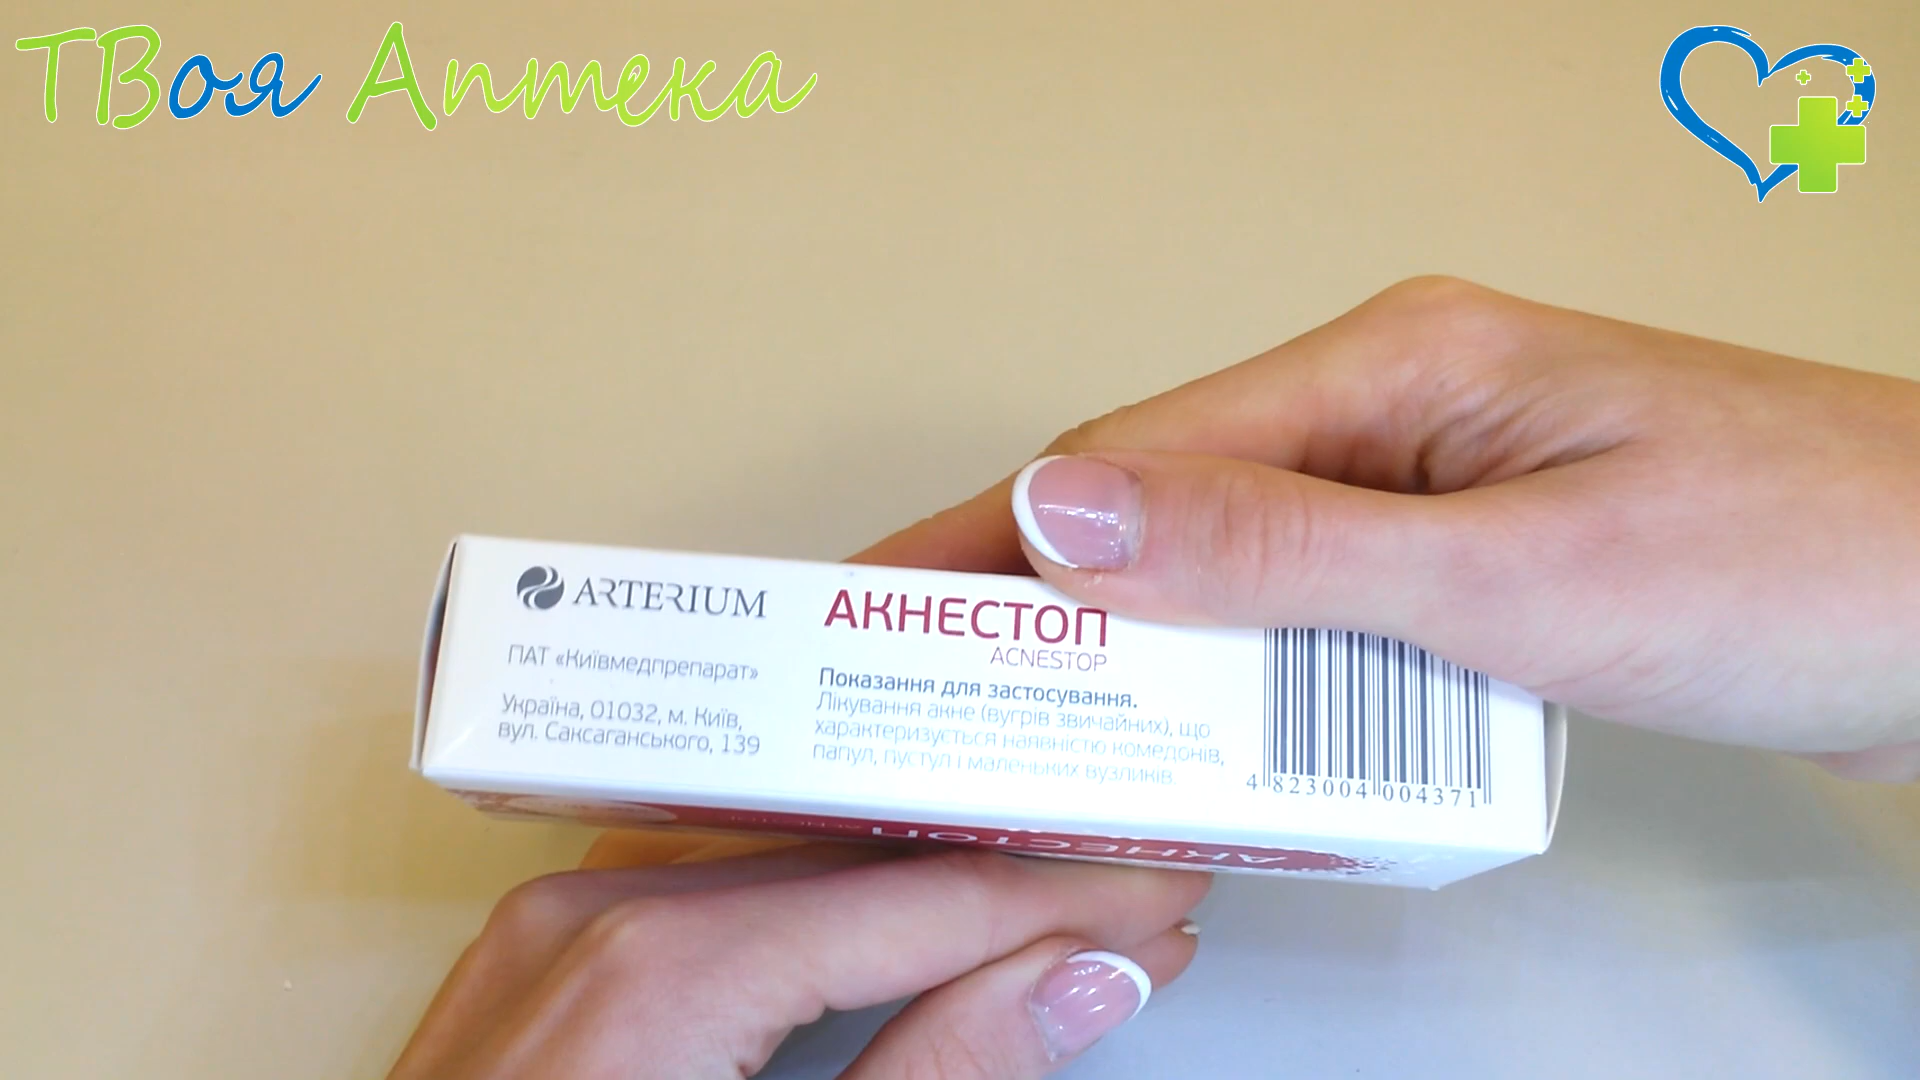 ТВоя Аптека
ARTERIUM
ПАТ «Київмедпрепарат»
Україна, 01032, м. Київ,
вул. Саксаганського, 139
АКНЕСТОП
ACNESTOP
Показання для застосування.
Лікування акне (вугрів звичайних), що
характеризується наявністю комедонів,
папул, пустул і маленьких вузликів.
4 823004 004371
АКНЕСТОП
ACNESTOP